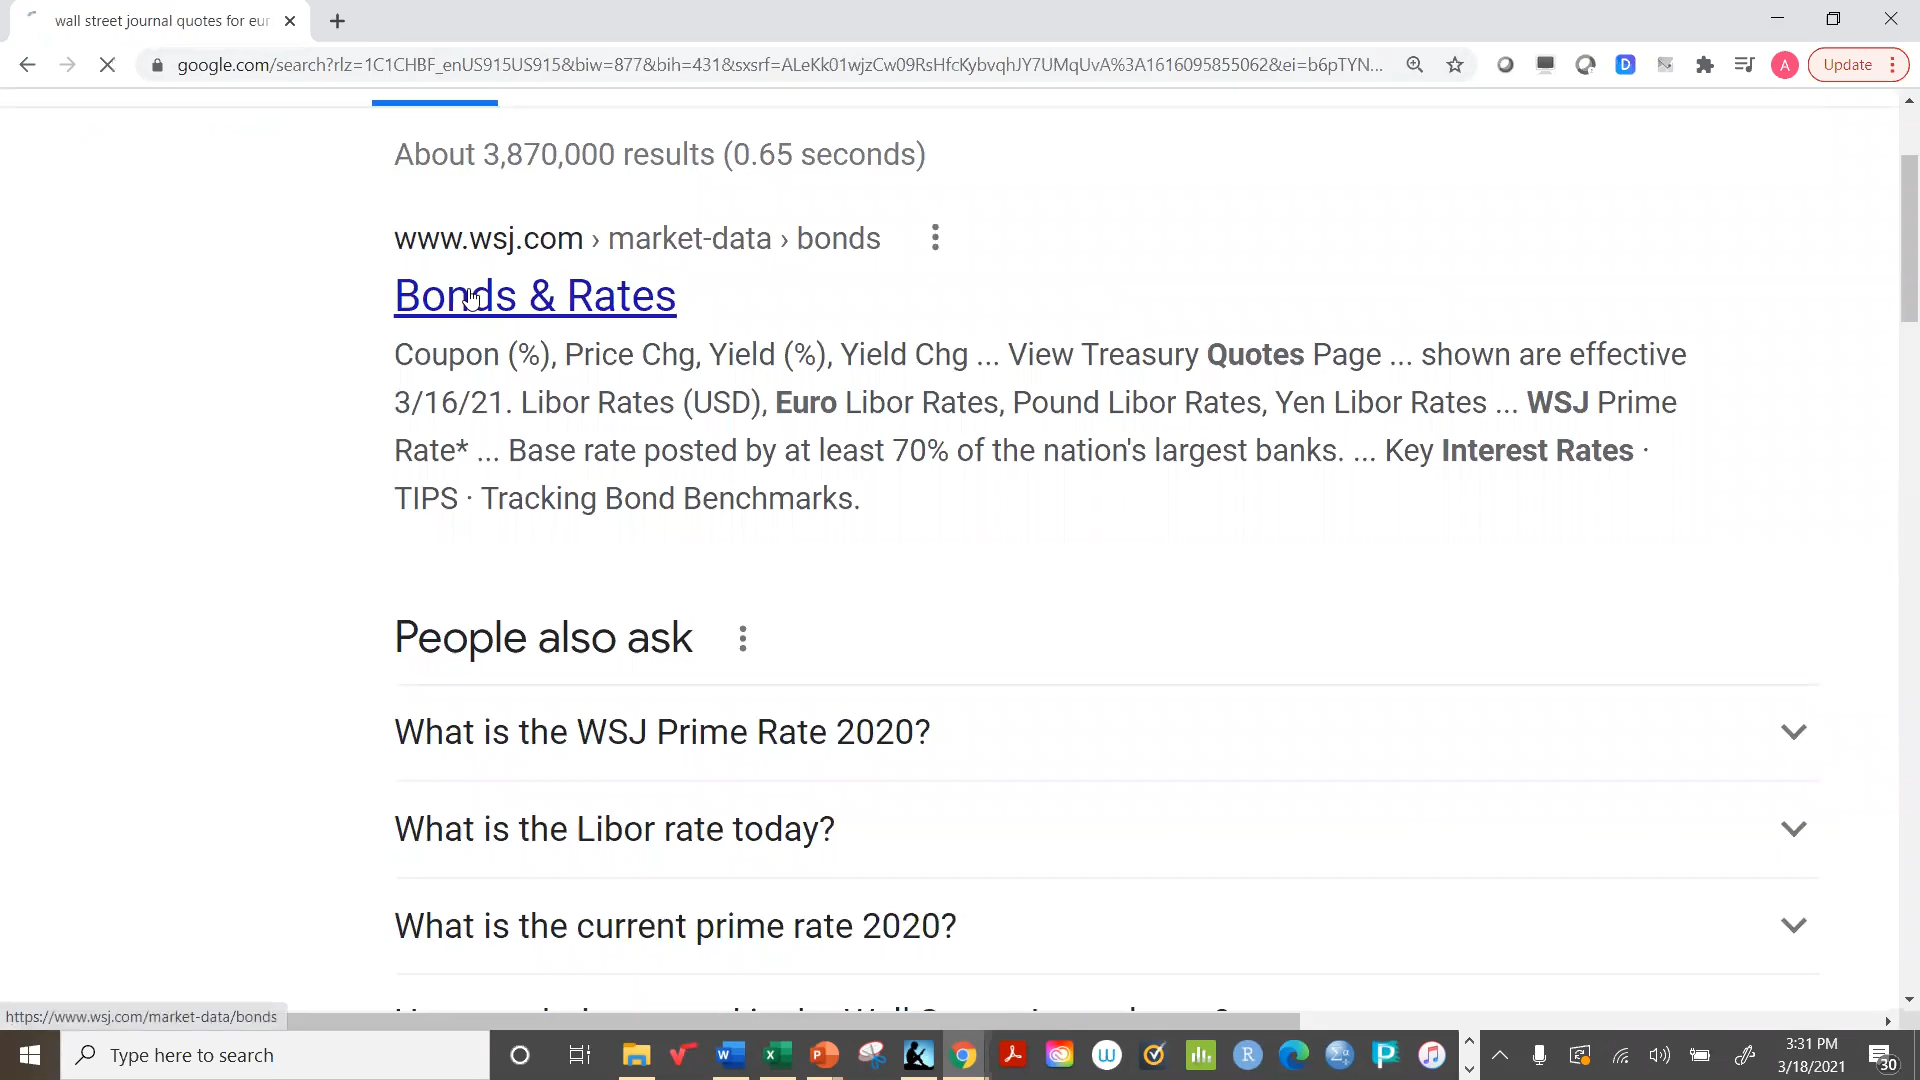 wall street journal quotes for eur
google.com/search?rlz=1C1CHBF_enUS915US915&biw=877&bih=431&sxsrf=ALeKk01wjzCw09RsHfcKybvqhJY7UMqUvA%3A1616095855062&ei=b6pTYN...
D
A
Update
About 3,870,000 results (0.65 seconds)
www.wsj.com › market-data › bonds
Bonds & Rates
Coupon (%), Price Chg, Yield (%), Yield Chg ... View Treasury Quotes Page ... shown are effective
3/16/21. Libor Rates (USD), Euro Libor Rates, Pound Libor Rates, Yen Libor Rates ... WSJ Prime
Rate* ... Base rate posted by at least 70% of the nation's largest banks. ... Key Interest Rates ·
TIPS · Tracking Bond Benchmarks.
People also ask
What is the WSJ Prime Rate 2020?
What is the Libor rate today?
What is the current prime rate 2020?
https://www.wsj.com/market-data/bonds
Type here to search
3:31 PM
3/18/2021
30